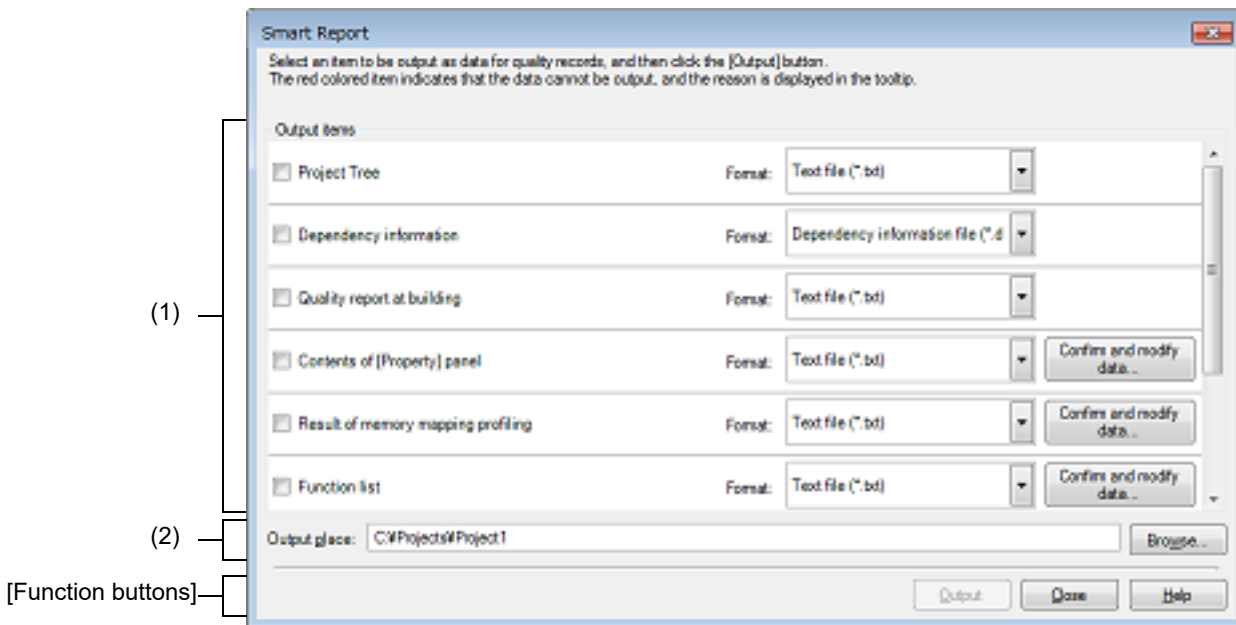 Smart Report
Select an item to be output as data for quality records, and then click the [Output] button.
The red colored item indicates that the data cannot be output, and the reason is displayed in the tooltip.
(1)
Output items
Project Tree Format: Text file (*.txt)
Dependency information Format: Dependency information file (*.d
Quality report at building Format: Text file (*.txt)
Contents of [Property] panel Format: Text file (*.txt) Confirm and modify
data...
Result of memory mapping profiling Format: Text file (*.txt) Confirm and modify
data...
Function list Format: Text file (*.txt) Confirm and modify
data...
(2)
Output place: C:¥Projects¥Project1 Browse...
[Function buttons]
Output Close Help